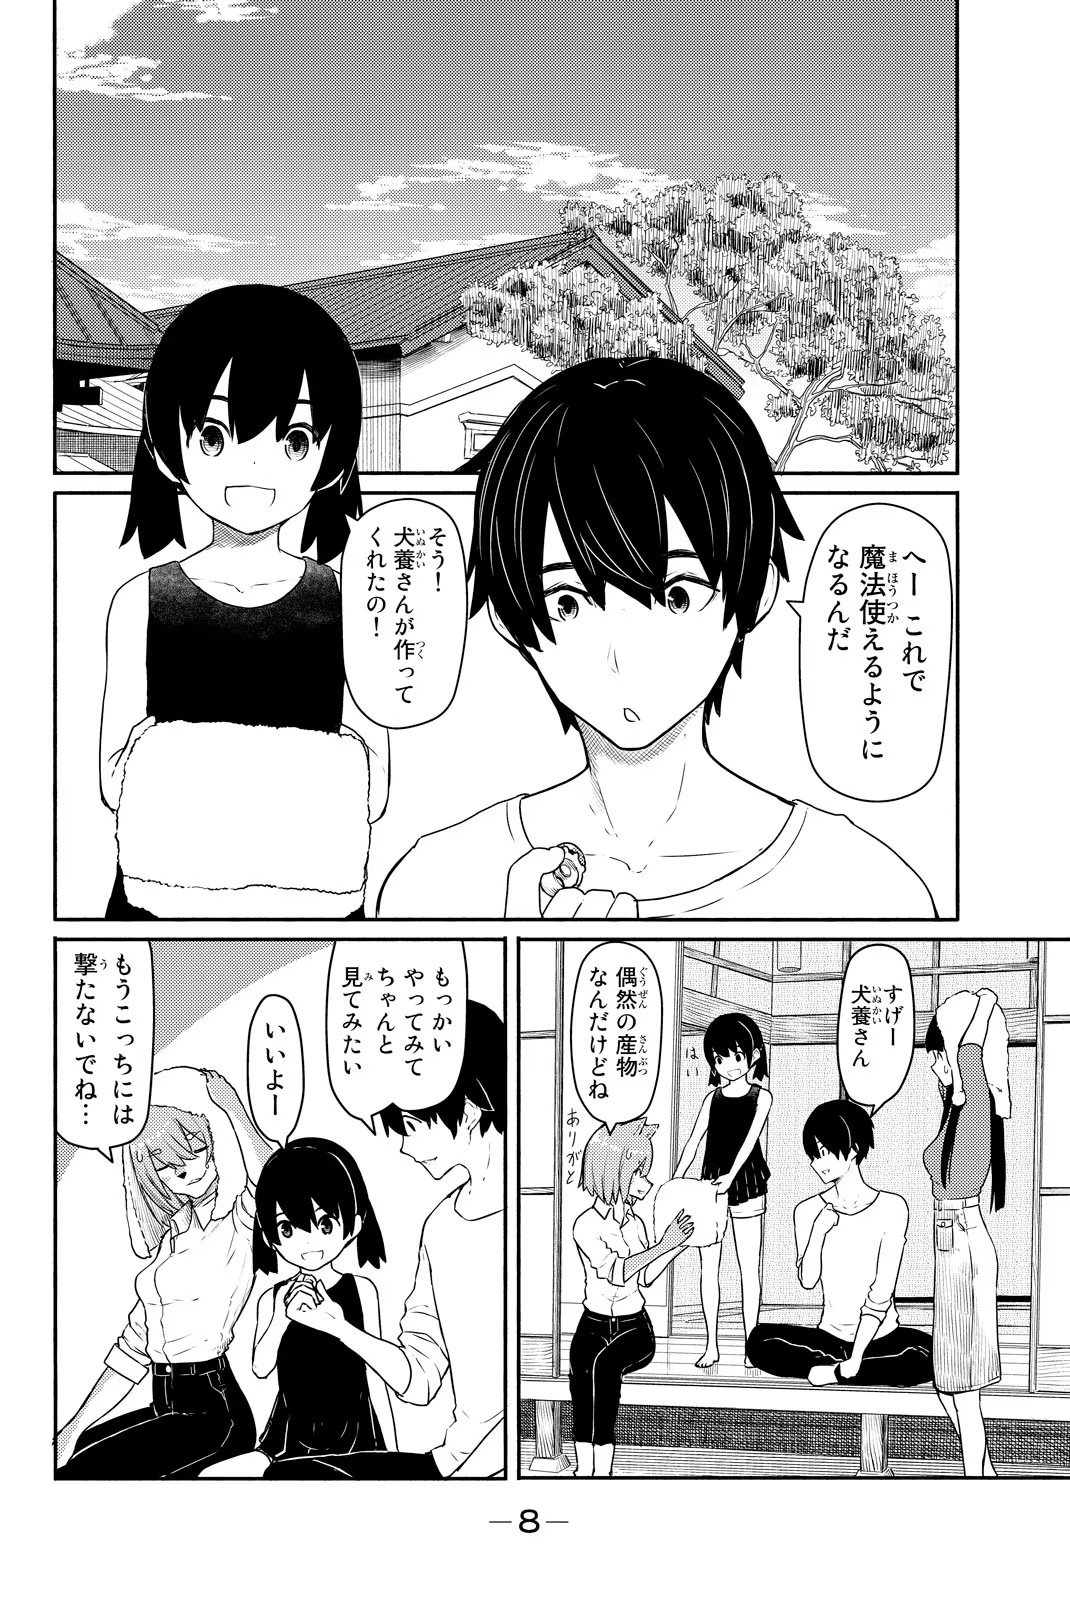 へー これで
魔法使えるように
なるんだ
そう！
犬養さんが作って
くれたの！
すげー
犬養さん
はい
ありがと
偶然の産物
なんだけどね
もっかい
やってみて
ちゃんと
見てみたい
いいよー
もうこっちには
撃たないでね…
—8—